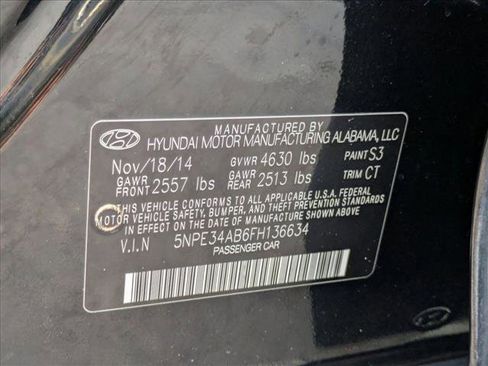 MANUFACTURED BY
HYUNDAI MOTOR MANUFACTURING ALABAMA, LLC
Nov/18/14 GVWR 4630 lbs PAINT S3
GAWR FRONT 2557 lbs GAWR REAR 2513 lbs TRIM CT
THIS VEHICLE CONFORMS TO ALL APPLICABLE U.S.A. FEDERAL
MOTOR VEHICLE SAFETY, BUMPER, AND THEFT PREVENTION STANDARDS
IN EFFECT ON THE DATE OF MANUFACTURE SHOWN ABOVE.
V.I.N 5NPE34AB6FH136634
PASSENGER CAR